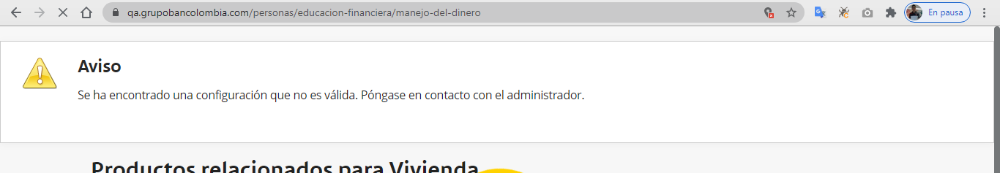 qa.grupobancolombia.com/personas/educacion-financiera/manejo-del-dinero
En pausa
Aviso
Se ha encontrado una configuración que no es válida. Póngase en contacto con el administrador.
Productos relacionados para Vivienda